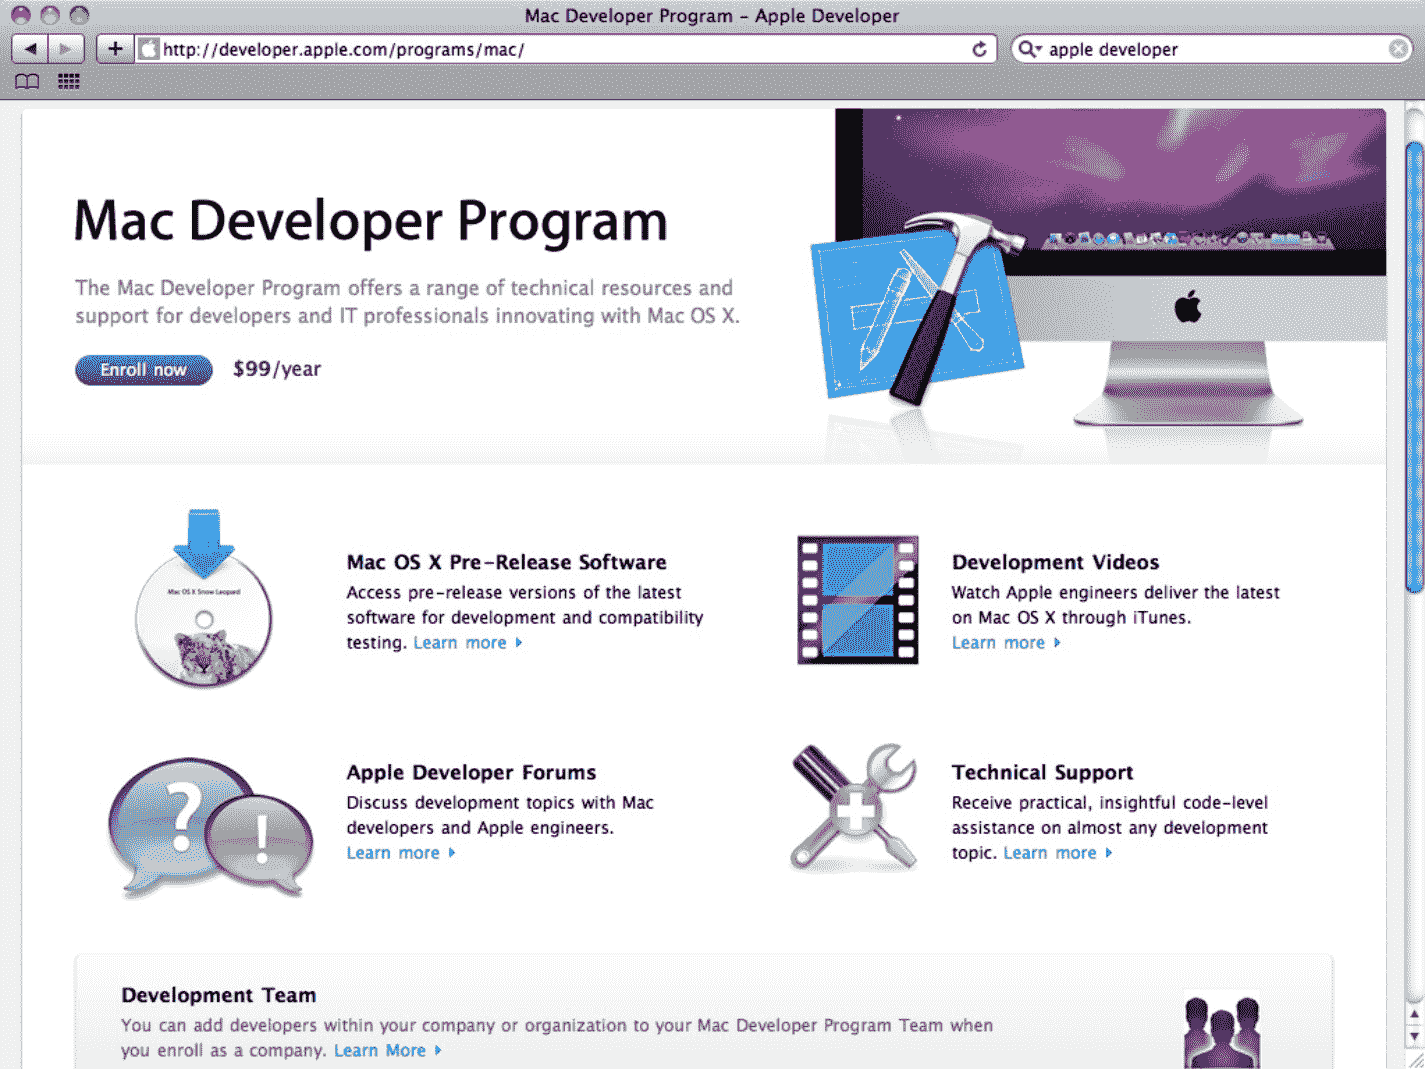 Mac Developer Program – Apple Developer
http://developer.apple.com/programs/mac/
apple developer
Mac Developer Program
The Mac Developer Program offers a range of technical resources and
support for developers and IT professionals innovating with Mac OS X.
Enroll now $99/year
Mac OS X Snow Leopard
Mac OS X Pre-Release Software
Access pre-release versions of the latest
software for development and compatibility
testing. Learn more
Development Videos
Watch Apple engineers deliver the latest
on Mac OS X through iTunes.
Learn more
Apple Developer Forums
Discuss development topics with Mac
developers and Apple engineers.
Learn more
Technical Support
Receive practical, insightful code-level
assistance on almost any development
topic. Learn more
Development Team
You can add developers within your company or organization to your Mac Developer Program Team when
you enroll as a company. Learn More